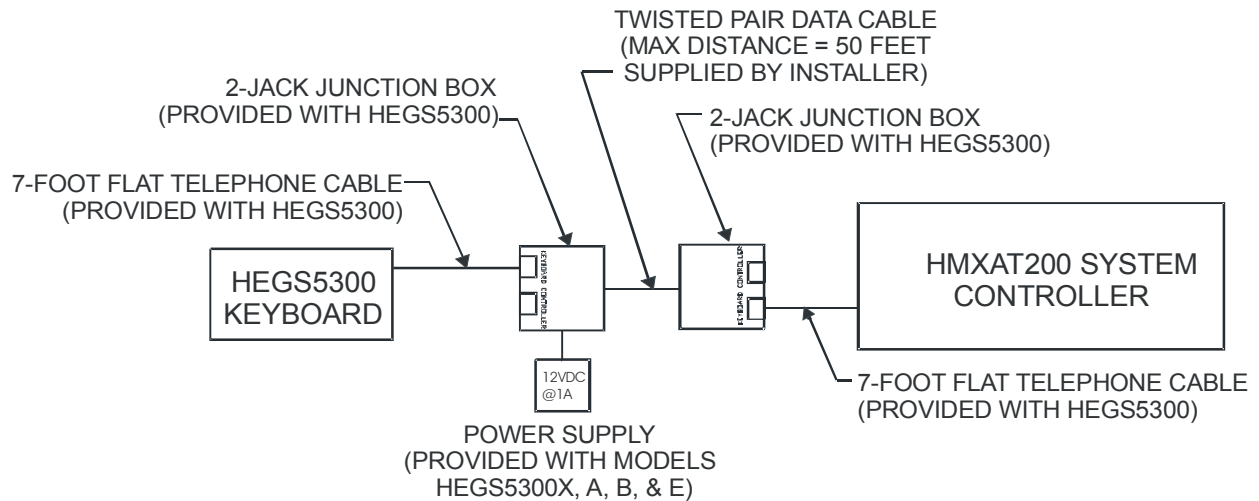 TWISTED PAIR DATA CABLE
(MAX DISTANCE = 50 FEET
SUPPLIED BY INSTALLER)
2-JACK JUNCTION BOX
(PROVIDED WITH HEGS5300)
2-JACK JUNCTION BOX
(PROVIDED WITH HEGS5300)
7-FOOT FLAT TELEPHONE CABLE
(PROVIDED WITH HEGS5300)
HEGS5300
KEYBOARD
KEYBOARD CONTROLLER
HMXAT200 SYSTEM
CONTROLLER
12VDC
@1A
POWER SUPPLY
(PROVIDED WITH MODELS
HEGS5300X, A, B, & E)
7-FOOT FLAT TELEPHONE CABLE
(PROVIDED WITH HEGS5300)